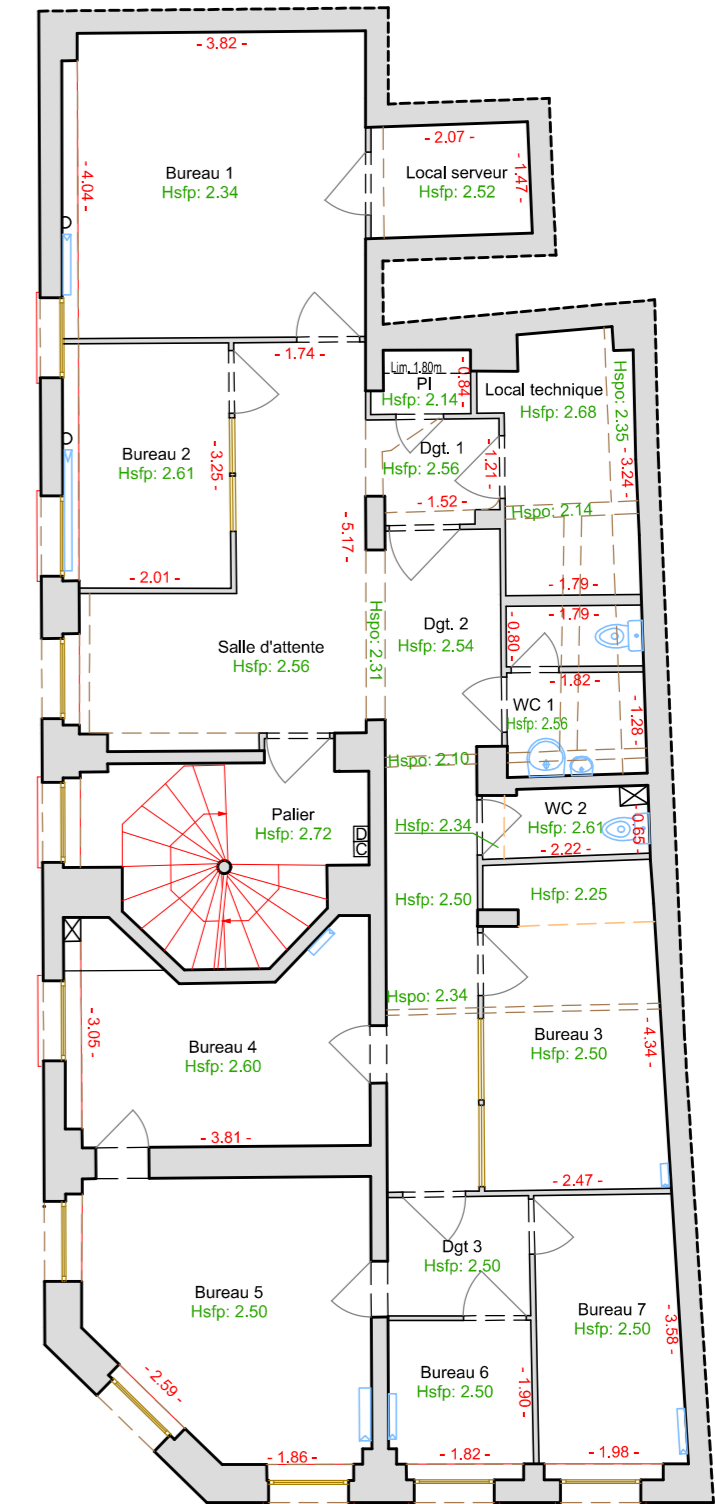 - 3.82 -
- 4.04 -
Bureau 1
Hsfp: 2.34
- 2.07 -
- 1.47 -
Local serveur
Hsfp: 2.52
- 1.74 -
Lim. 1.80m
Pl
Hsfp: 2.14
- 0.84 -
Local technique
Hsfp: 2.68
Hspo: 2.35
- 3.24 -
Bureau 2
Hsfp: 2.61
- 3.25 -
Dgt. 1
Hsfp: 2.56
- 1.21 -
- 1.52 -
Hspo: 2.14
- 5.17 -
- 2.01 -
- 1.79 -
- 1.79 -
Salle d'attente
Hsfp: 2.56
Hspo: 2.31
Dgt. 2
Hsfp: 2.54
- 0.80 -
- 1.82 -
WC 1
Hsfp: 2.56
- 1.28 -
Hspo: 2.10
Palier
Hsfp: 2.72
D
C
Hsfp: 2.34
WC 2
Hsfp: 2.61
- 0.65 -
- 2.22 -
Hsfp: 2.50
Hsfp: 2.25
Hspo: 2.34
- 3.05 -
Bureau 4
Hsfp: 2.60
Bureau 3
Hsfp: 2.50
- 4.34 -
- 3.81 -
- 2.47 -
Dgt 3
Hsfp: 2.50
Bureau 5
Hsfp: 2.50
Bureau 7
Hsfp: 2.50
- 3.58 -
Bureau 6
Hsfp: 2.50
- 1.90 -
- 2.59 -
- 1.86 -
- 1.82 -
- 1.98 -